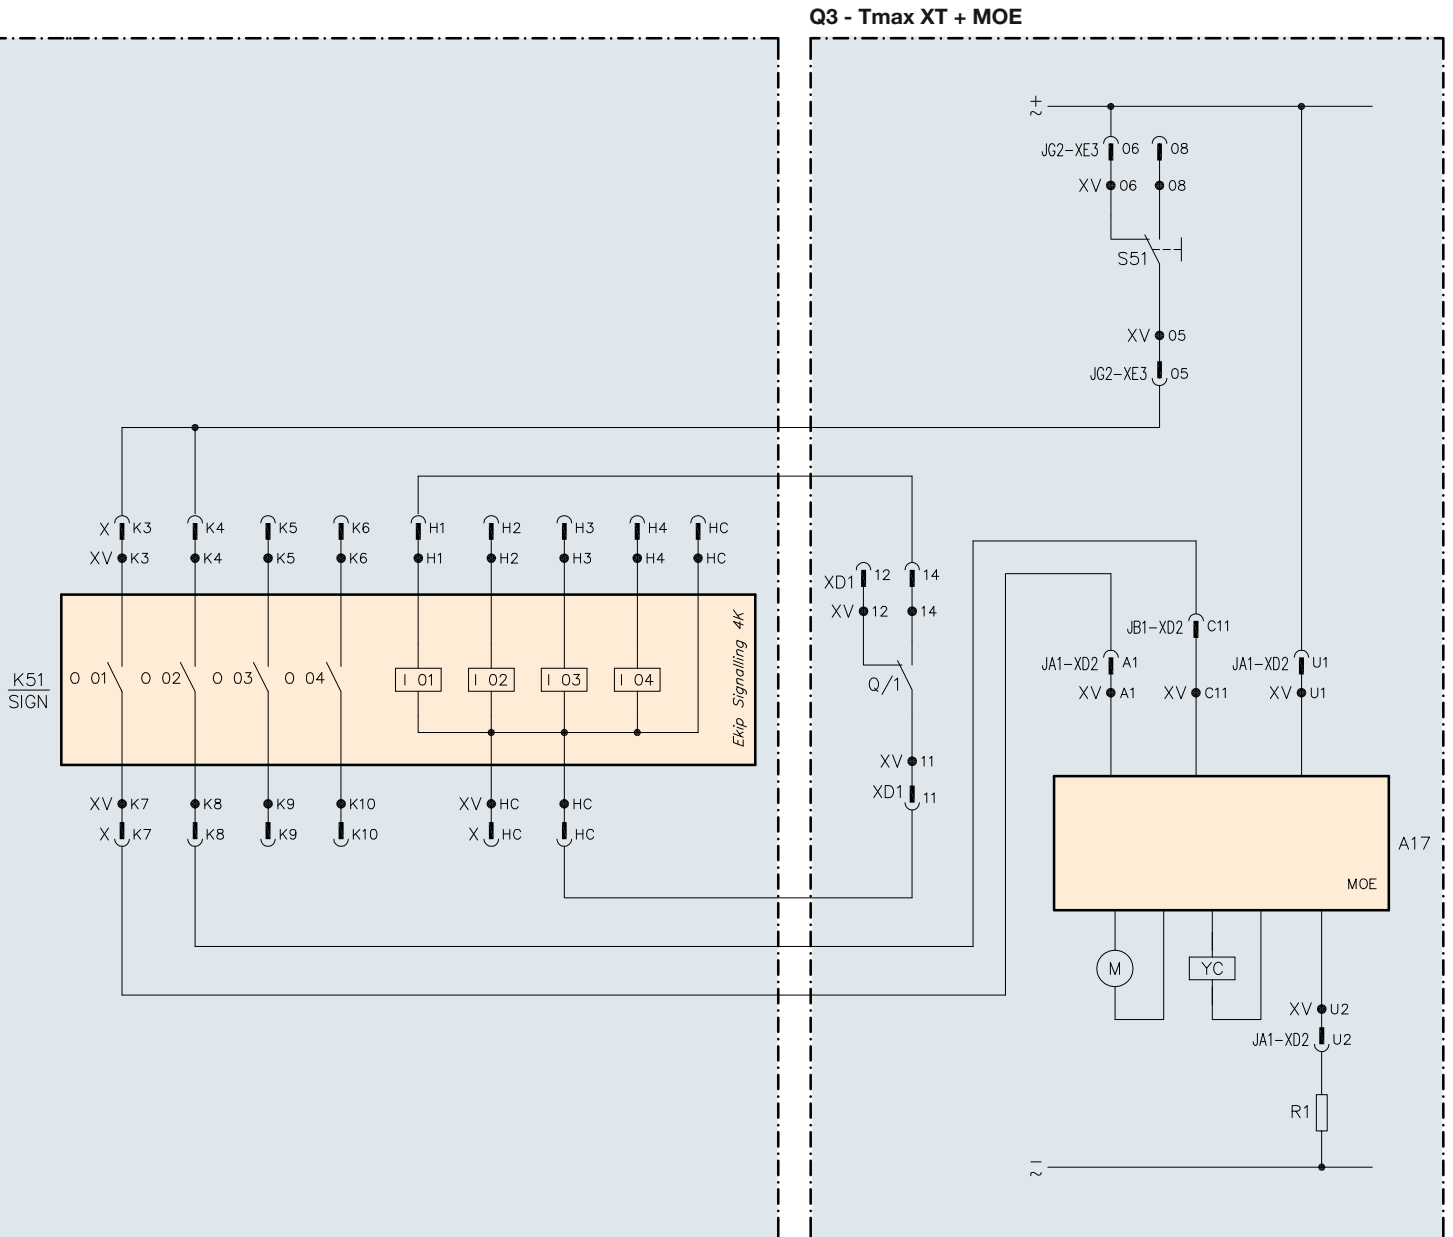 Q3 - Tmax XT + MOE
+
~
JG2-XE3 06 08
XV 06 08
S51
XV 05
JG2-XE3 05
X K3 K4 K5 K6 H1 H2 H3 H4 HC
XV K3 K4 K5 K6 H1 H2 H3 H4 HC
XD1 12 14
XV 12 14
JB1-XD2 C11
JA1-XD2 A1
JA1-XD2 U1
XV A1
XV C11
XV U1
K51
SIGN
O 01 O 02 O 03 O 04 I 01 I 02 I 03 I 04
Ekip Signalling 4K
Q/1
XV 11
XD1 11
XV K7 K8 K9 K10 XV HC HC
X K7 K8 K9 K10 X HC HC
A17
MOE
M
YC
XV U2
JA1-XD2 U2
R1
−
~